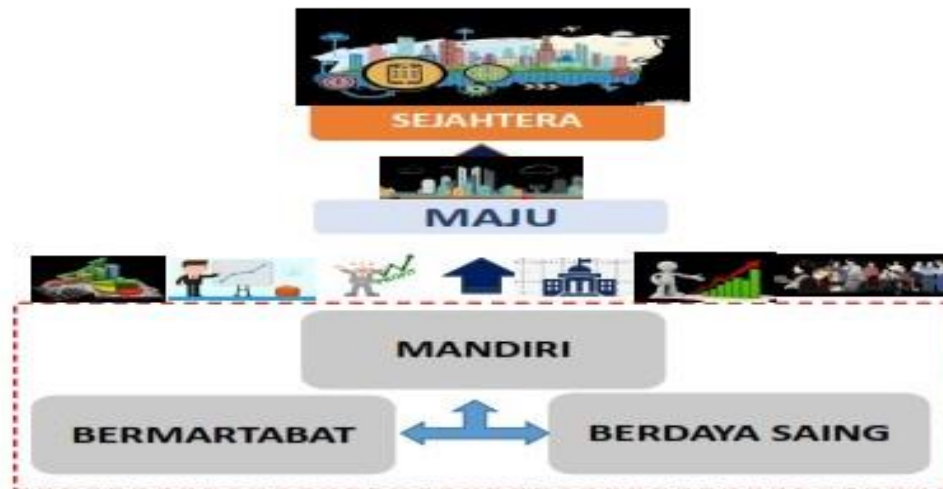 SEJAHTERA
MAJU
MANDIRI
BERMARTABAT
BERDAYA SAING